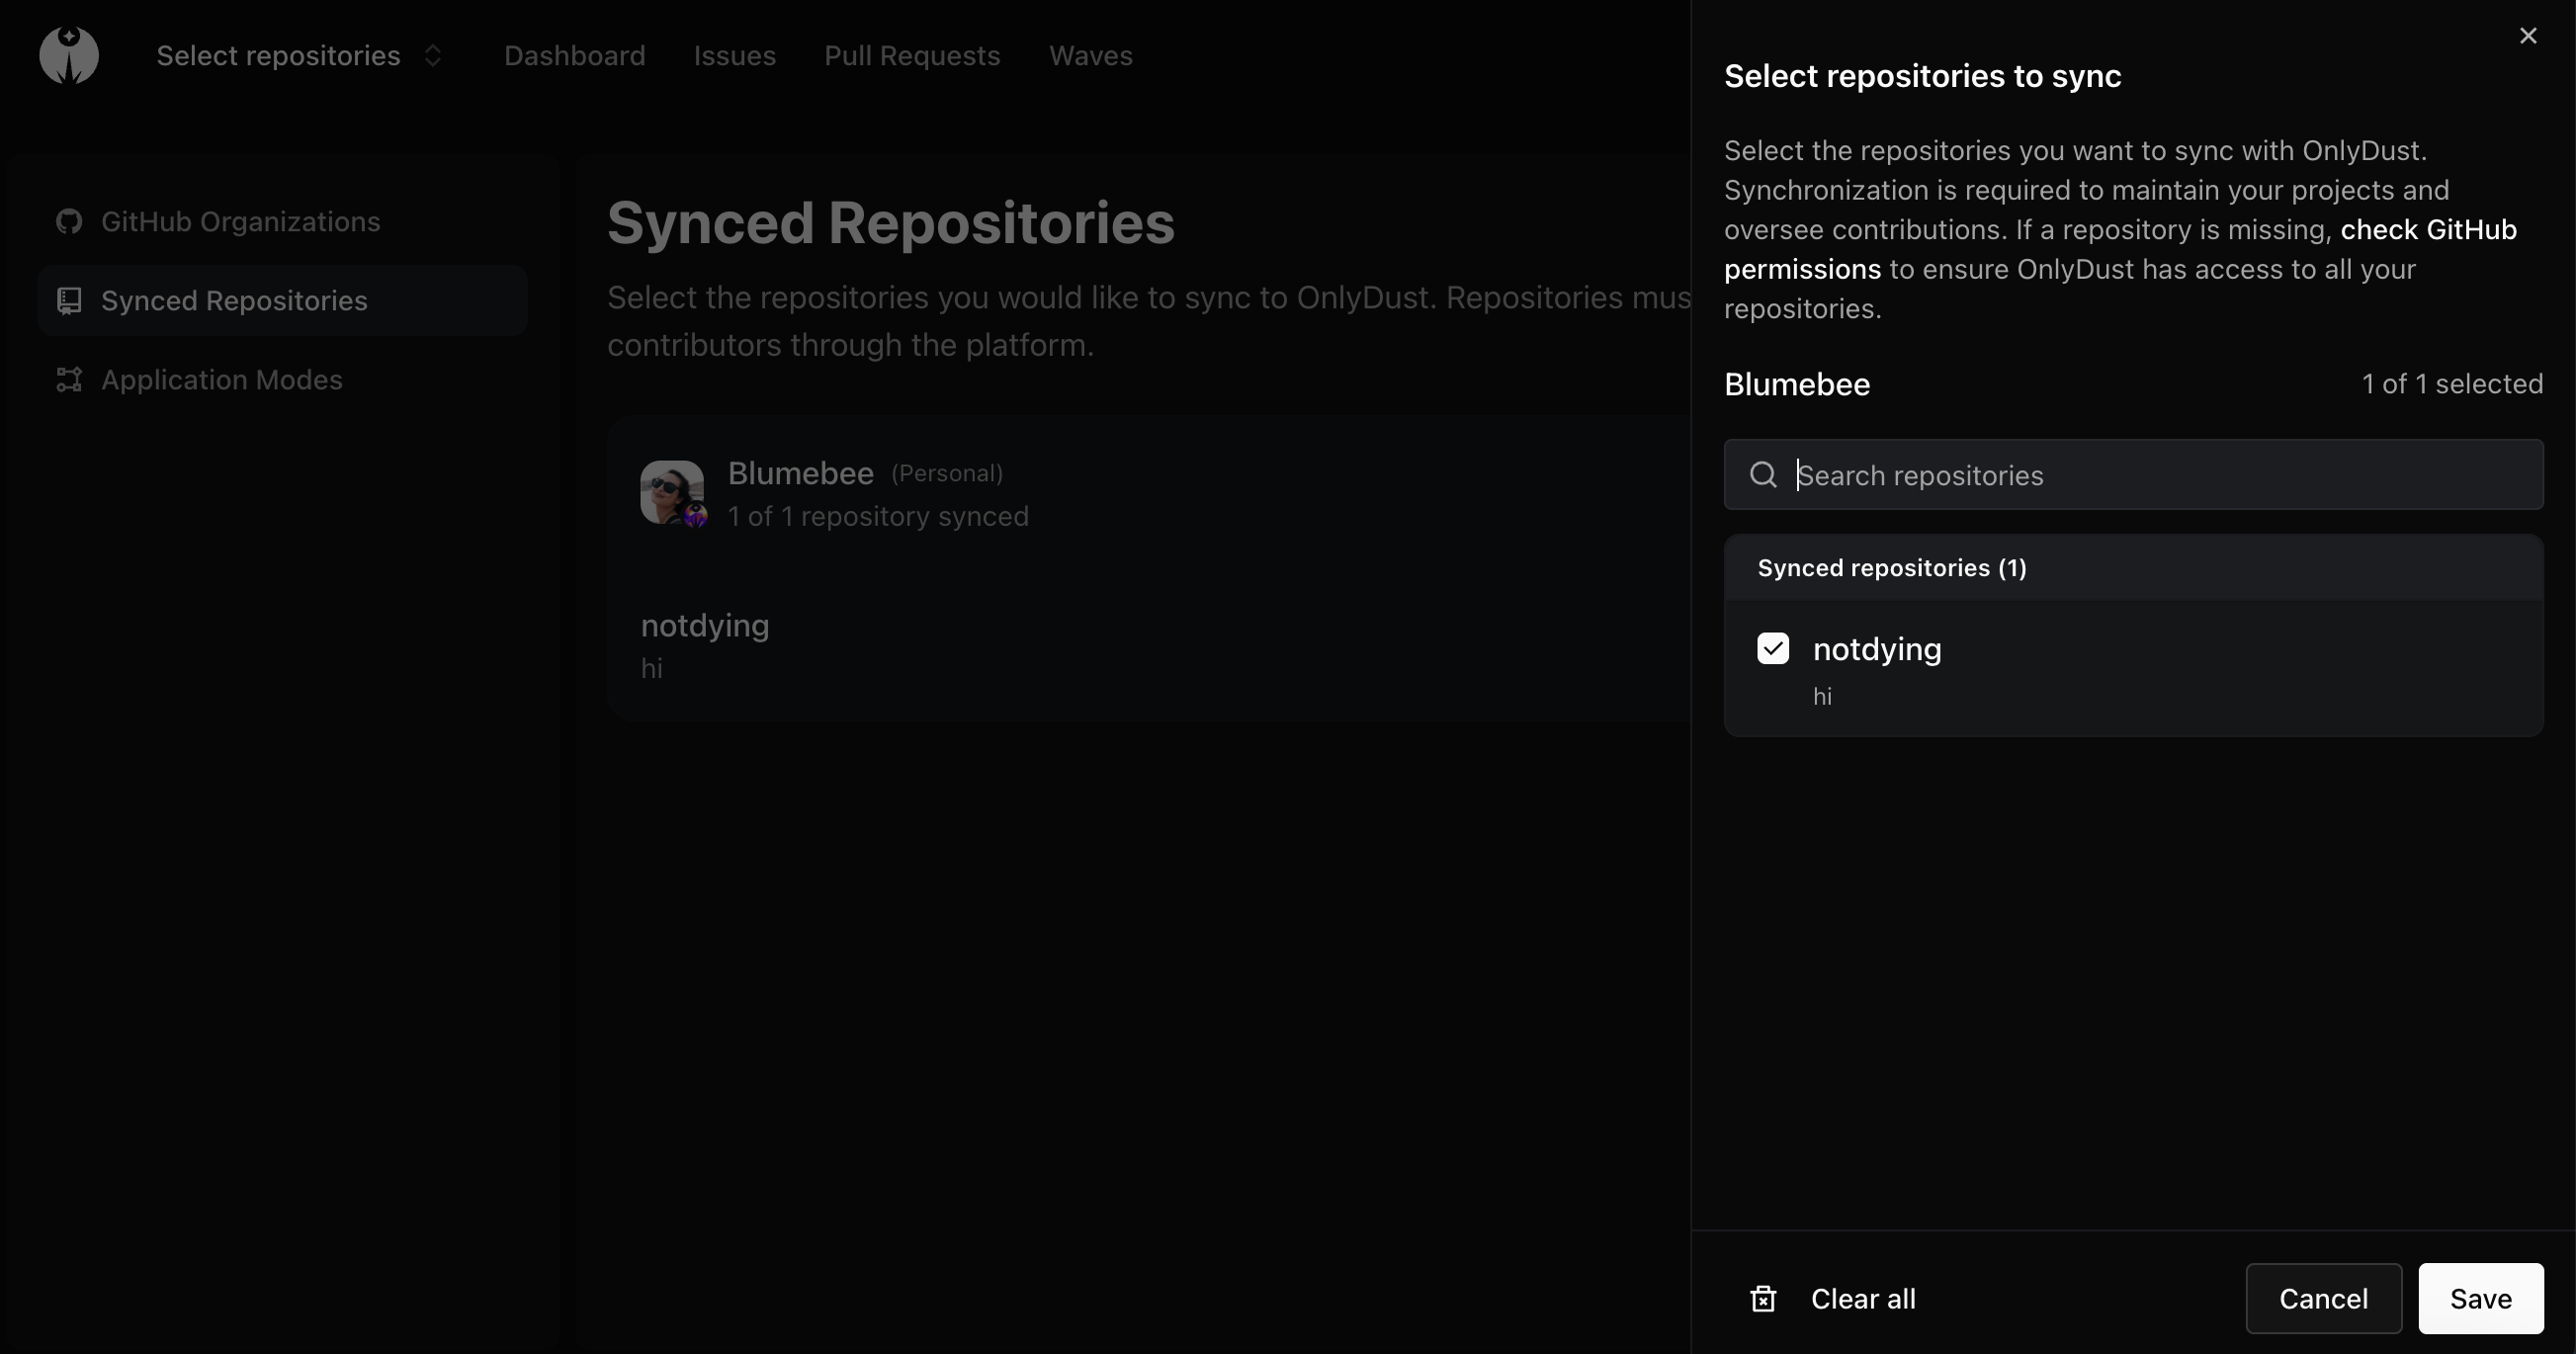 Select repositories
Dashboard
Issues
Pull Requests
Waves
GitHub Organizations
Synced Repositories
Application Modes
Synced Repositories
Select the repositories you would like to sync to OnlyDust. Repositories mus
contributors through the platform.
Blumebee (Personal)
1 of 1 repository synced
notdying
hi
Select repositories to sync
Select the repositories you want to sync with OnlyDust.
Synchronization is required to maintain your projects and
oversee contributions. If a repository is missing, check GitHub
permissions to ensure OnlyDust has access to all your
repositories.
Blumebee
1 of 1 selected
Search repositories
Synced repositories (1)
notdying
hi
Clear all
Cancel
Save